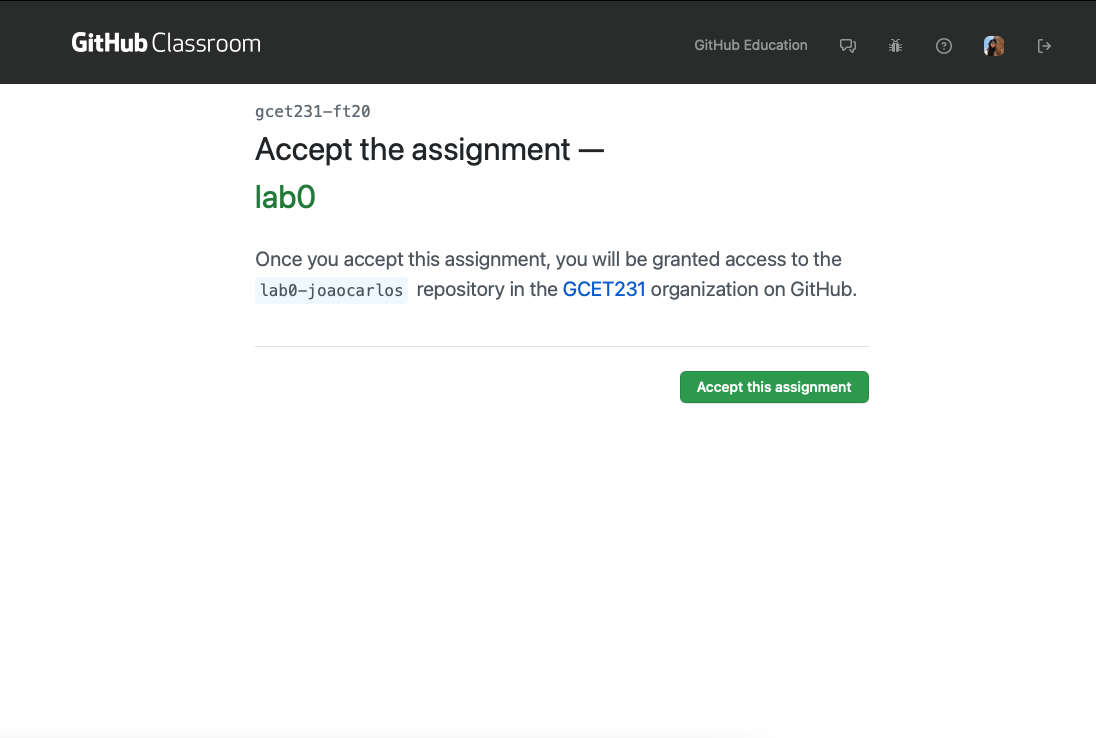 GitHub Classroom
GitHub Education
gcet231-ft20
Accept the assignment —
lab0
Once you accept this assignment, you will be granted access to the
lab0-joaocarlos repository in the GCET231 organization on GitHub.
Accept this assignment